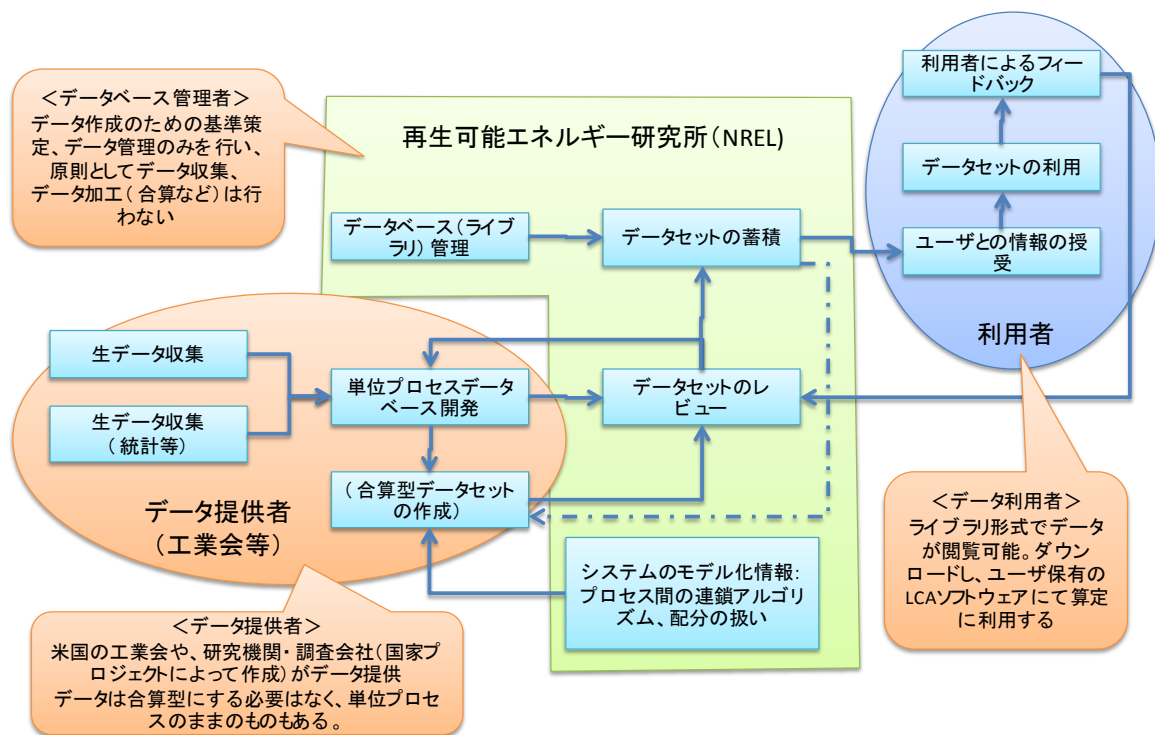 <データベース管理者>
データ作成のための基準策
定、データ管理のみを行い、
原則としてデータ収集、
データ加工(合算など)は行
わない
再生可能エネルギー研究所(NREL)
利用者によるフィー
ドバック
データセットの利用
ユーザとの情報の授
受
利用者
データベース(ライブ
ラリ)管理
データセットの蓄積
生データ収集
生データ収集
(統計等)
単位プロセスデータ
ベース開発
データセットのレ
ビュー
(合算型データセット
の作成)
データ提供者
(工業会等)
システムのモデル化情報:
プロセス間の連鎖アルゴリ
ズム、配分の扱い
<データ利用者>
ライブラリ形式でデータ
が閲覧可能。ダウン
ロードし、ユーザ保有の
LCAソフトウェアにて算定
に利用する
<データ提供者>
米国の工業会や、研究機関・調査会社(国家プ
ロジェクトによって作成)がデータ提供
データは合算型にする必要はなく、単位プロセ
スのままのものもある。